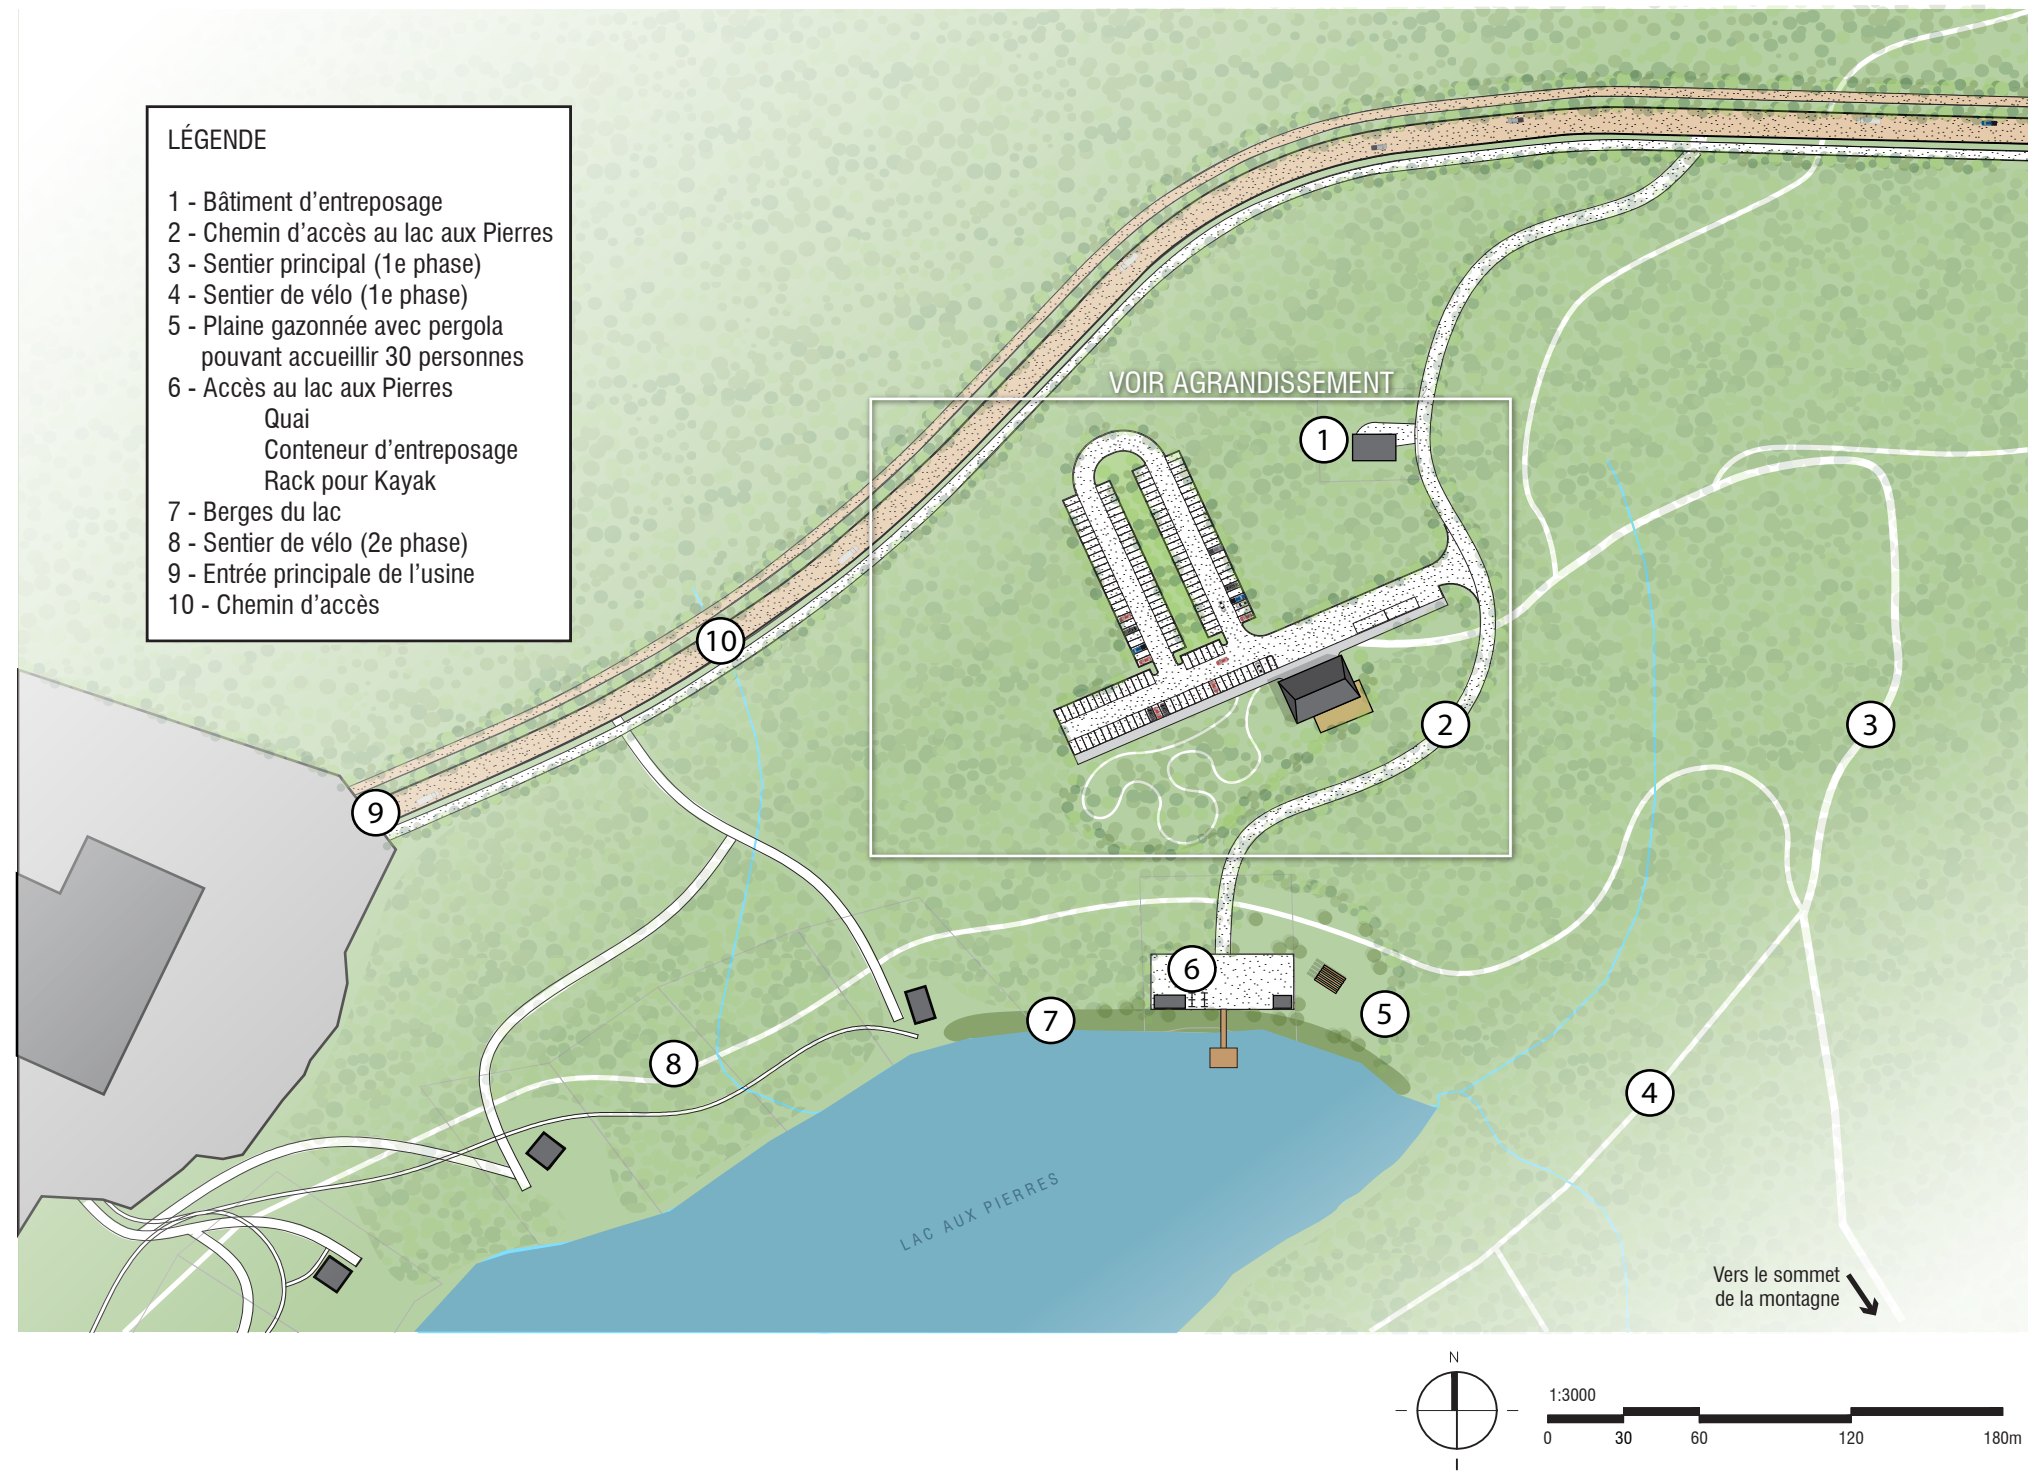 LÉGENDE
1 - Bâtiment d'entreposage
2 - Chemin d'accès au lac aux Pierres
3 - Sentier principal (1e phase)
4 - Sentier de vélo (1e phase)
5 - Plaine gazonnée avec pergola
pouvant accueillir 30 personnes
6 - Accès au lac aux Pierres
Quai
Conteneur d'entreposage
Rack pour Kayak
7 - Berges du lac
8 - Sentier de vélo (2e phase)
9 - Entrée principale de l'usine
10 - Chemin d'accès
VOIR AGRANDISSEMENT
1
10
2
3
9
6
5
7
8
4
LAC AUX PIERRES
Vers le sommet
de la montagne
N
1:3000
0 30 60 120 180m